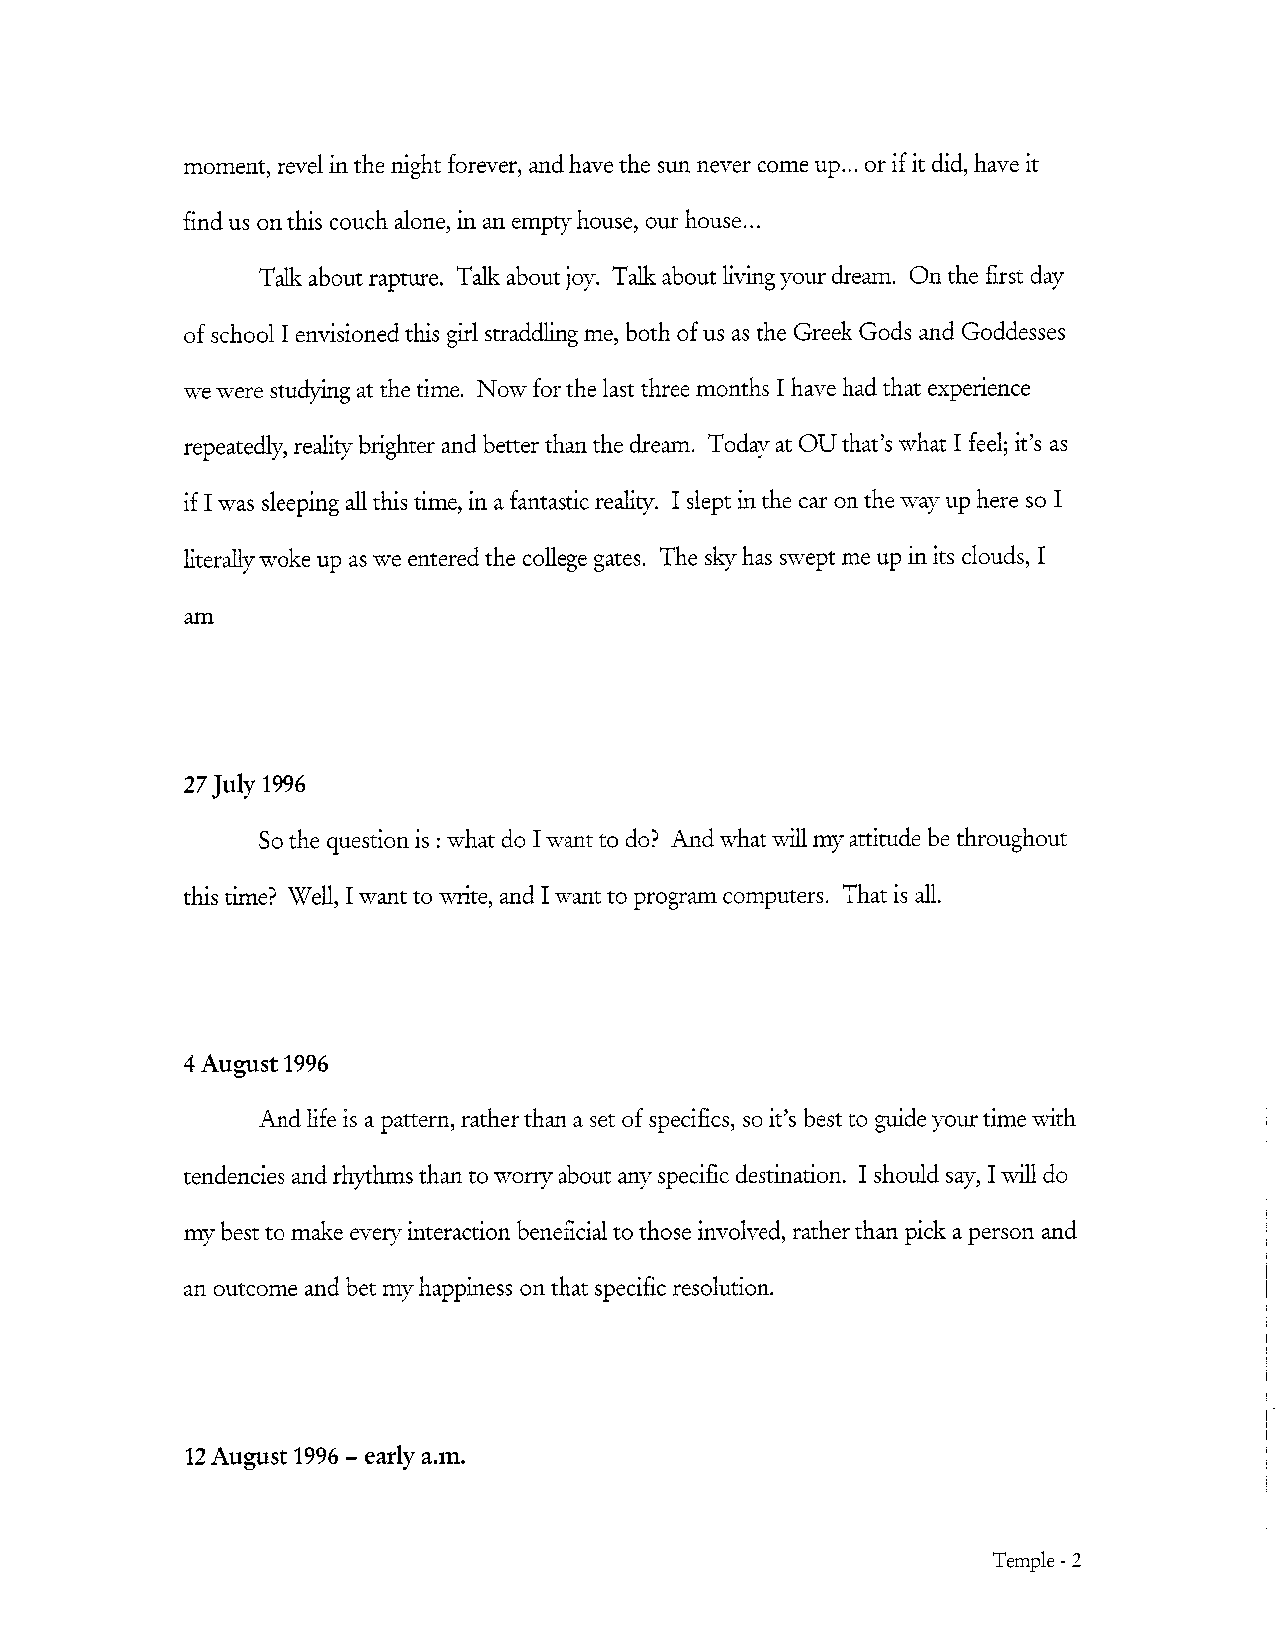 moment, revel in the night forever, and have the sun never come up... or if it did, have it
find us on this couch alone, in an empty house, our house...
Talk about rapture.  Talk about joy.  Talk about living your dream.  On the first day
of school I envisioned this girl straddling me, both of us as the Greek Gods and Goddesses
we were studying at the time.  Now for the last three months I have had that experience
repeatedly, reality brighter and better than the dream.  Today at OU that's what I feel; it's as
if I was sleeping all this time, in a fantastic reality.  I slept in the car on the way up here so I
literally woke up as we entered the college gates.  The sky has swept me up in its clouds, I
am
27 July 1996
So the question is : what do I want to do?  And what will my attitude be throughout
this time?  Well, I want to write, and I want to program computers.  That is all.
4 August 1996
And life is a pattern, rather than a set of specifics, so it's best to guide your time with
tendencies and rhythms than to worry about any specific destination.  I should say, I will do
my best to make every interaction beneficial to those involved, rather than pick a person and
an outcome and bet my happiness on that specific resolution.
12 August 1996 – early a.m.
Temple - 2